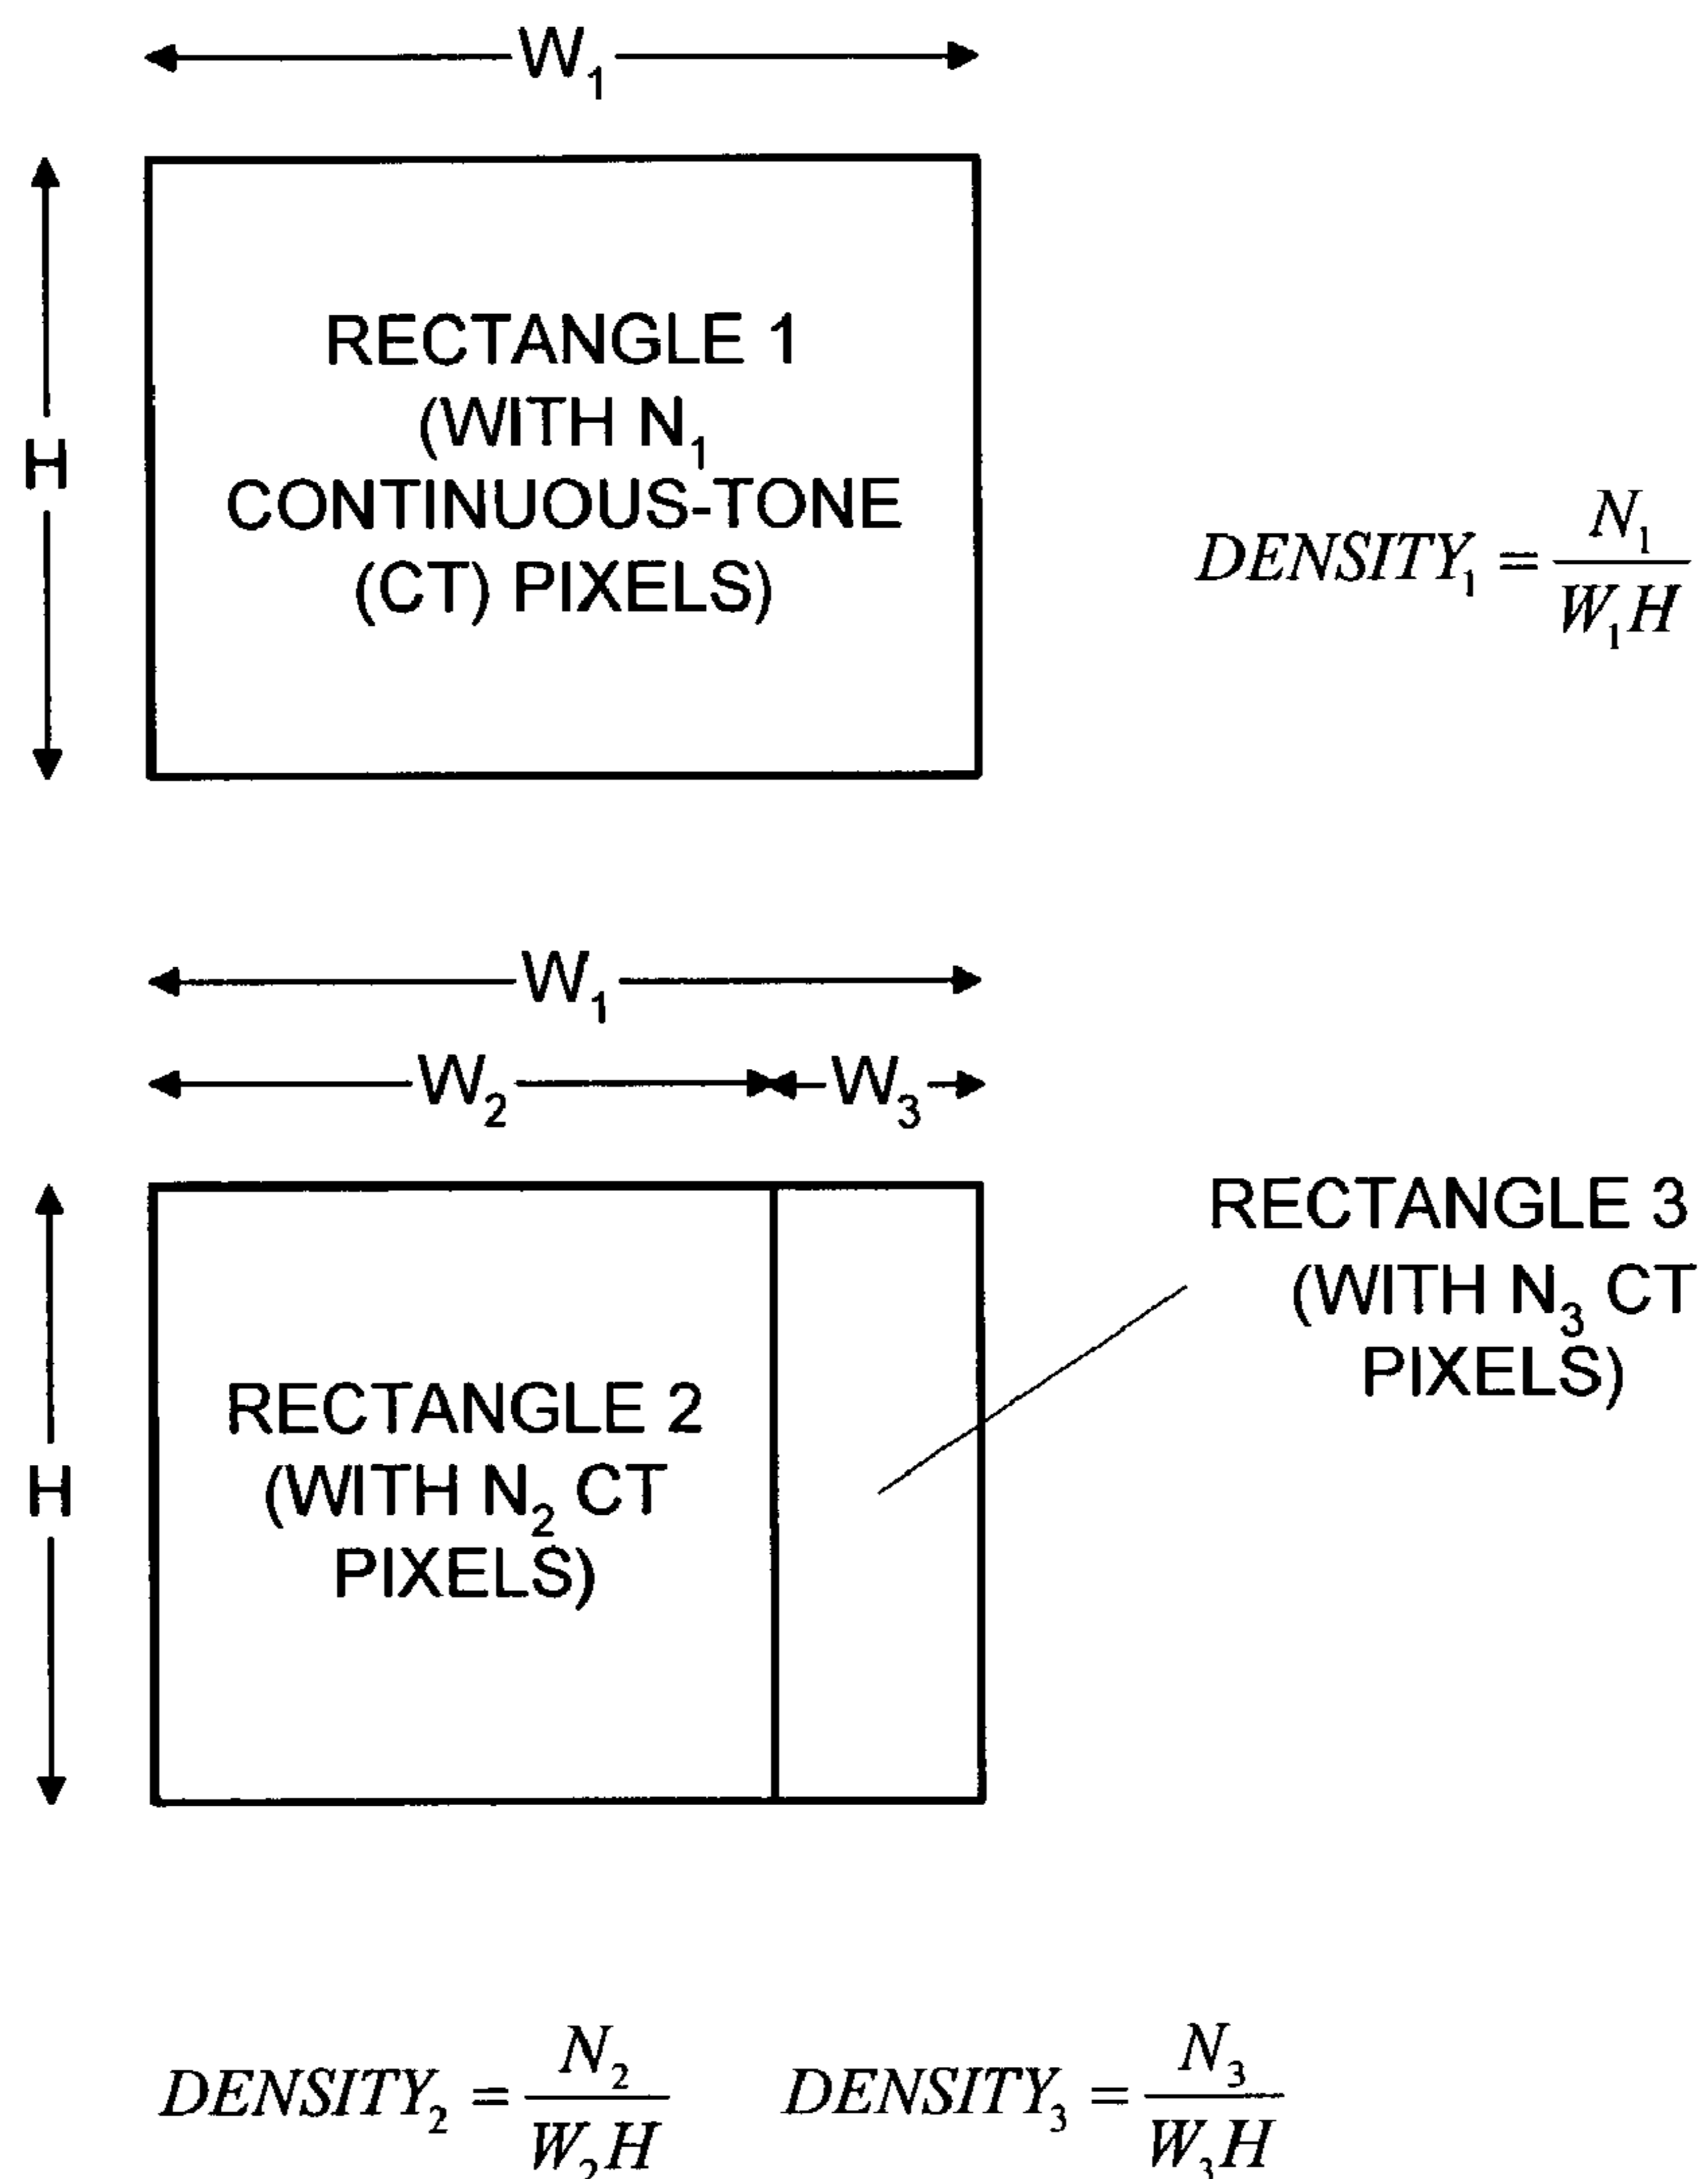 W₁
H
RECTANGLE 1
(WITH N₁
CONTINUOUS-TONE
(CT) PIXELS)
DENSITY₁ = N₁ / W₁H
W₁
W₂ W₃
H
RECTANGLE 2
(WITH N₂ CT
PIXELS)
RECTANGLE 3
(WITH N₃ CT
PIXELS)
DENSITY₂ = N₂ / W₂H DENSITY₃ = N₃ / W₃H